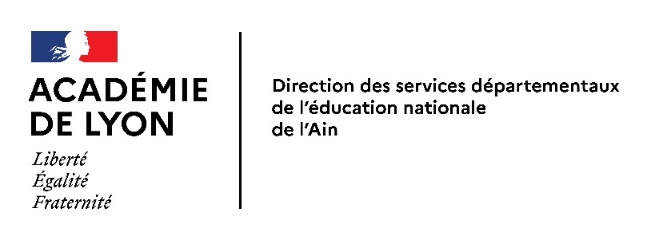 ACADÉMIE
DE LYON
Liberté
Égalité
Fraternité
Direction des services départementaux
de l'éducation nationale
de l'Ain